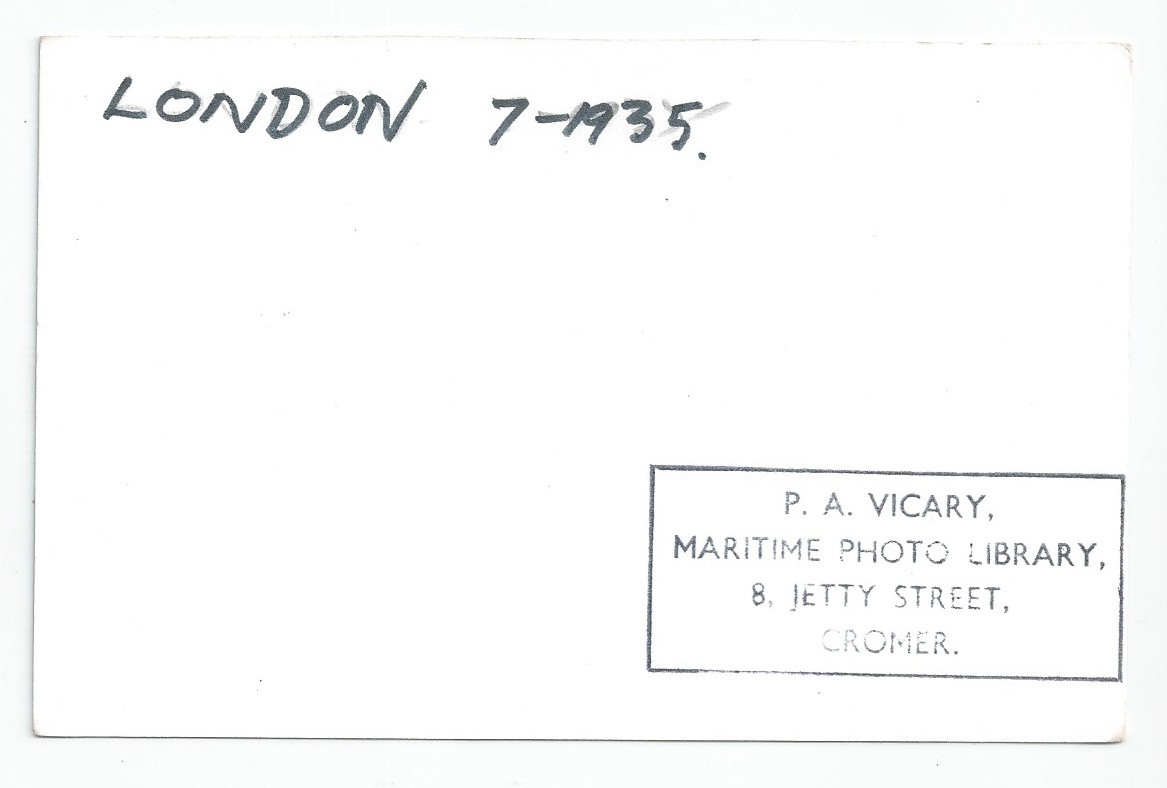 LONDON 7-1935.
P. A. VICARY,
MARITIME PHOTO LIBRARY,
8, JETTY STREET,
CROMER.